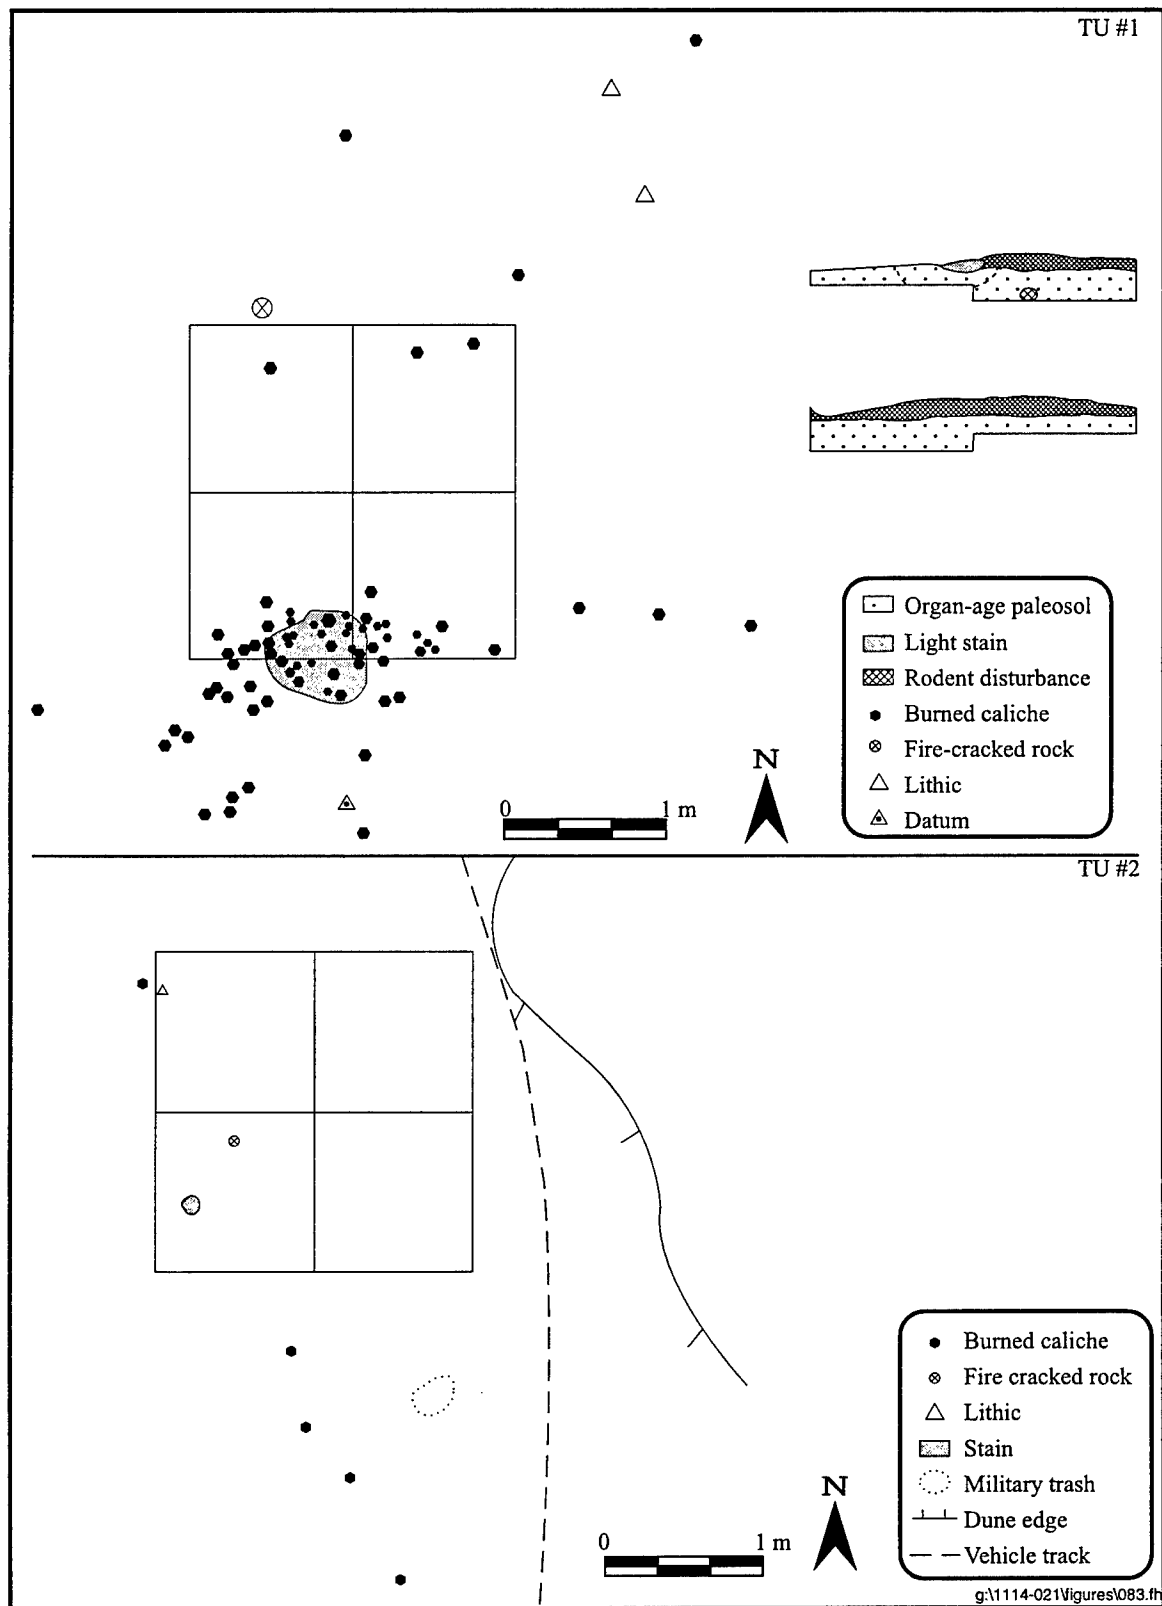 TU #1
Organ-age paleosol
Light stain
Rodent disturbance
Burned caliche
Fire-cracked rock
Lithic
Datum
N
0 1 m
TU #2
Burned caliche
Fire cracked rock
Lithic
Stain
Military trash
Dune edge
Vehicle track
N
0 1 m
g:\1114-021\figures\083.fh